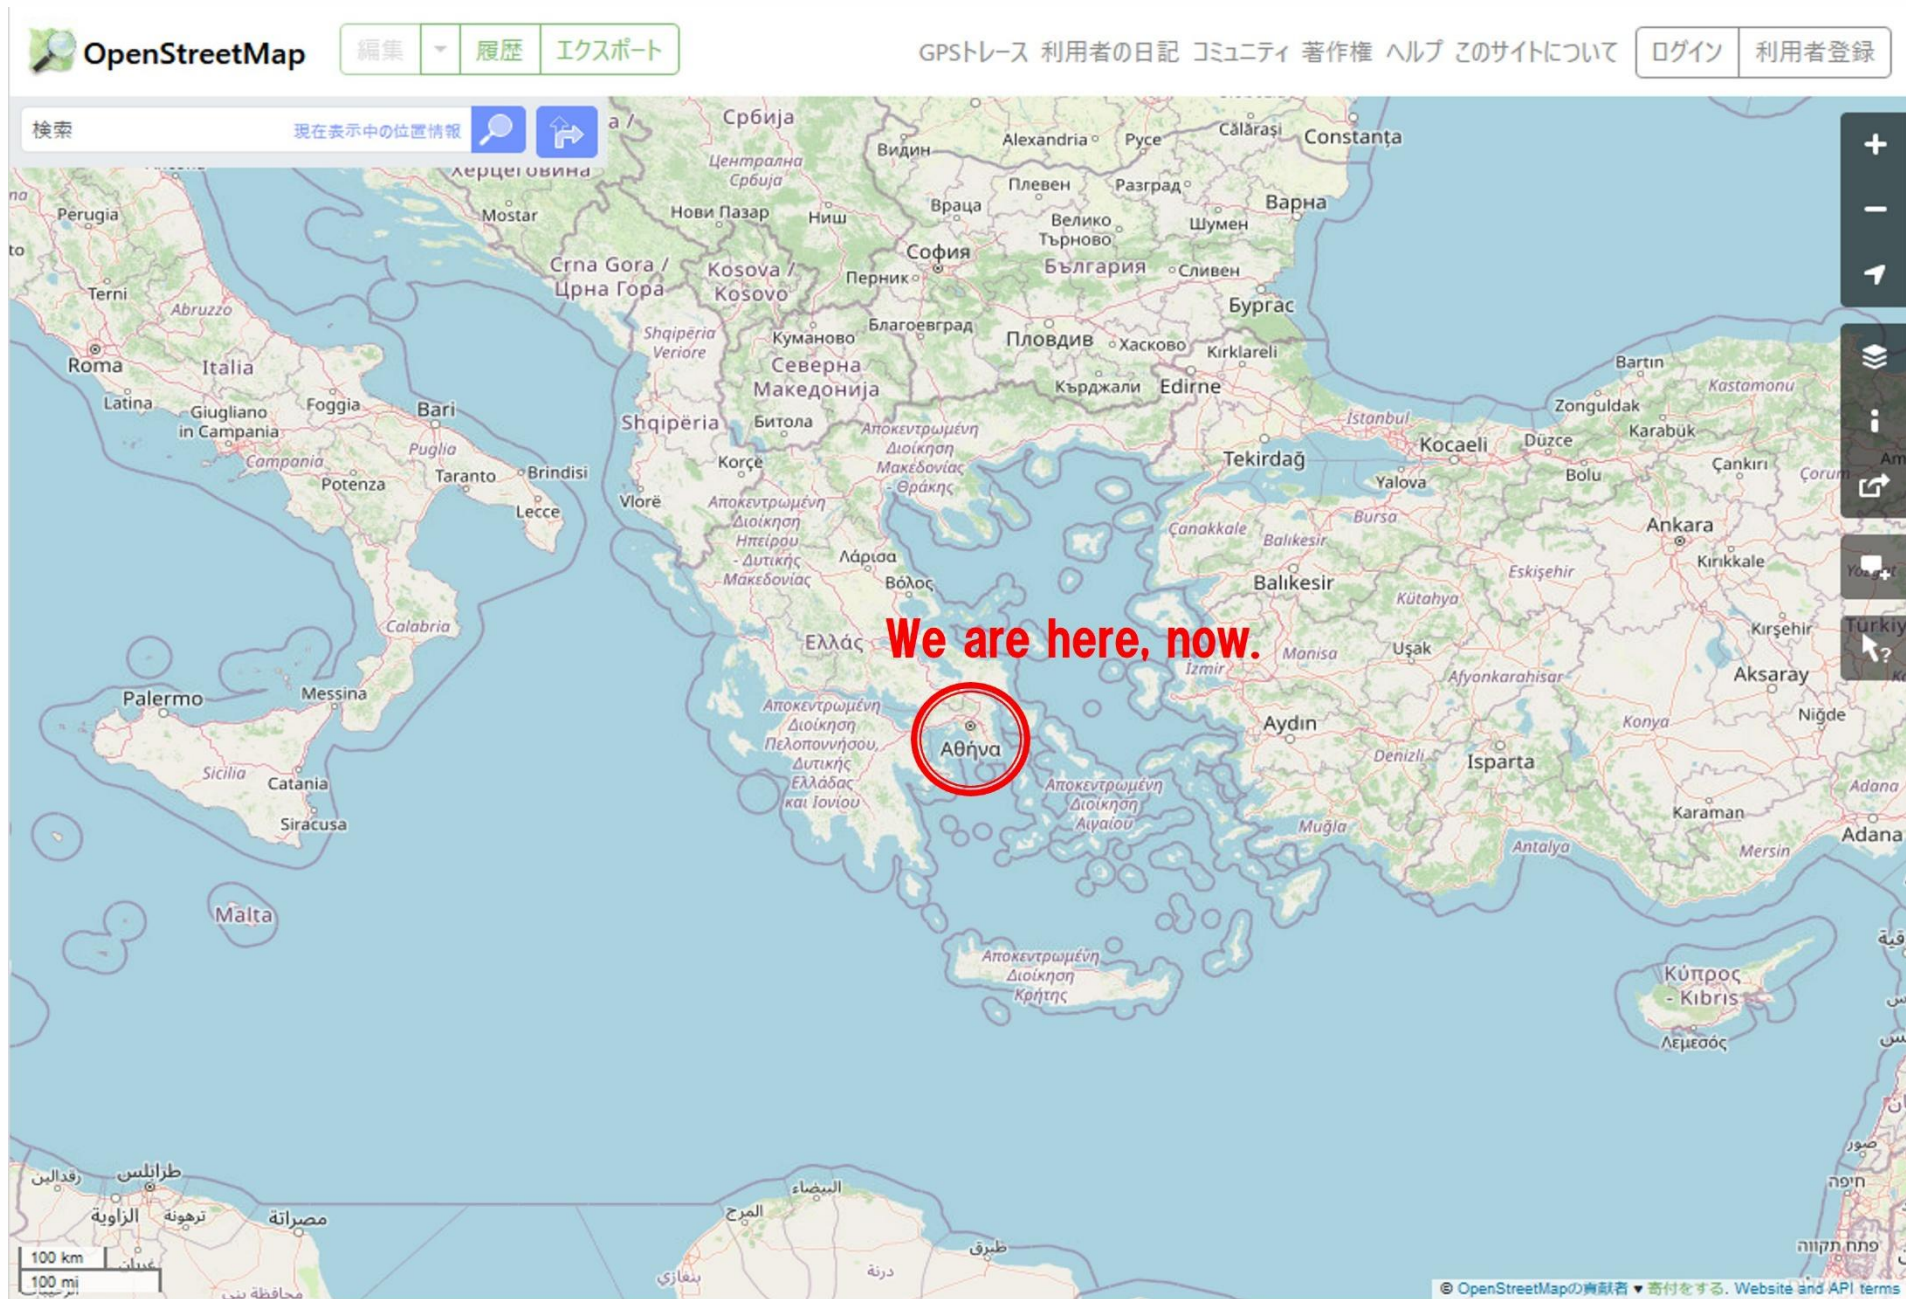 OpenStreetMap
編集
履歴
エクスポート
GPSトレース 利用者の日記 コミュニティ 著作権 ヘルプ このサイトについて
ログイン
利用者登録
検索
現在表示中の位置情報
Србија
Видин
Alexandria
Русе
Călărași
Constanța
Централна
Србија
Херцеговина
Mostar
Нови Пазар
Ниш
Плевен
Разград
Враца
Велико
Търново
Шумен
Варна
Perugia
София
Crna Gora /
Црна Гора
Kosova /
Kosovo
Перник
България
Сливен
Terni
Abruzzo
Бургас
Shqipëria
Veriore
Куманово
Благоевград
Пловдив
Хасково
Kırklareli
Roma
Italia
Северна
Македонија
Кърджали
Edirne
Bartın
Kastamonu
Latina
Giugliano
in Campania
Foggia
Bari
Shqipëria
Битола
Αποκεντρωμένη
Διοίκηση
Μακεδονίας
- Θράκης
İstanbul
Zonguldak
Karabük
Kocaeli
Düzce
Campania
Puglia
Potenza
Taranto
Brindisi
Korçë
Tekirdağ
Yalova
Bolu
Çankırı
Çorum
Lecce
Vlorë
Αποκεντρωμένη
Διοίκηση
Ηπείρου
- Δυτικής
Μακεδονίας
Çanakkale
Balıkesir
Bursa
Ankara
Λάρισα
Βόλος
Balıkesir
Kütahya
Eskişehir
Kırıkkale
Yozgat
Calabria
Ελλάς
We are here, now.
Manisa
Uşak
Kırşehir
İzmir
Afyonkarahisar
Aksaray
Palermo
Messina
Αποκεντρωμένη
Διοίκηση
Πελοποννήσου,
Δυτικής
Ελλάδας
και Ιονίου
Αθήνα
Aydın
Konya
Niğde
Denizli
Isparta
Sicilia
Catania
Αποκεντρωμένη
Διοίκηση
Αιγαίου
Adana
Siracusa
Muğla
Karaman
Antalya
Mersin
Adana
Malta
Αποκεντρωμένη
Διοίκηση
Κρήτης
Κύπρος
- Kıbrıs
Λεμεσός
صور
חיפה
פתח תקווה
رقدالين
طرابلس
الزاوية
ترهونة
مصراتة
البيضاء
المرج
طبرق
درنة
بنغازي
غريان
100 km
100 mi
© OpenStreetMapの貢献者 ♥ 寄付をする. Website and API terms